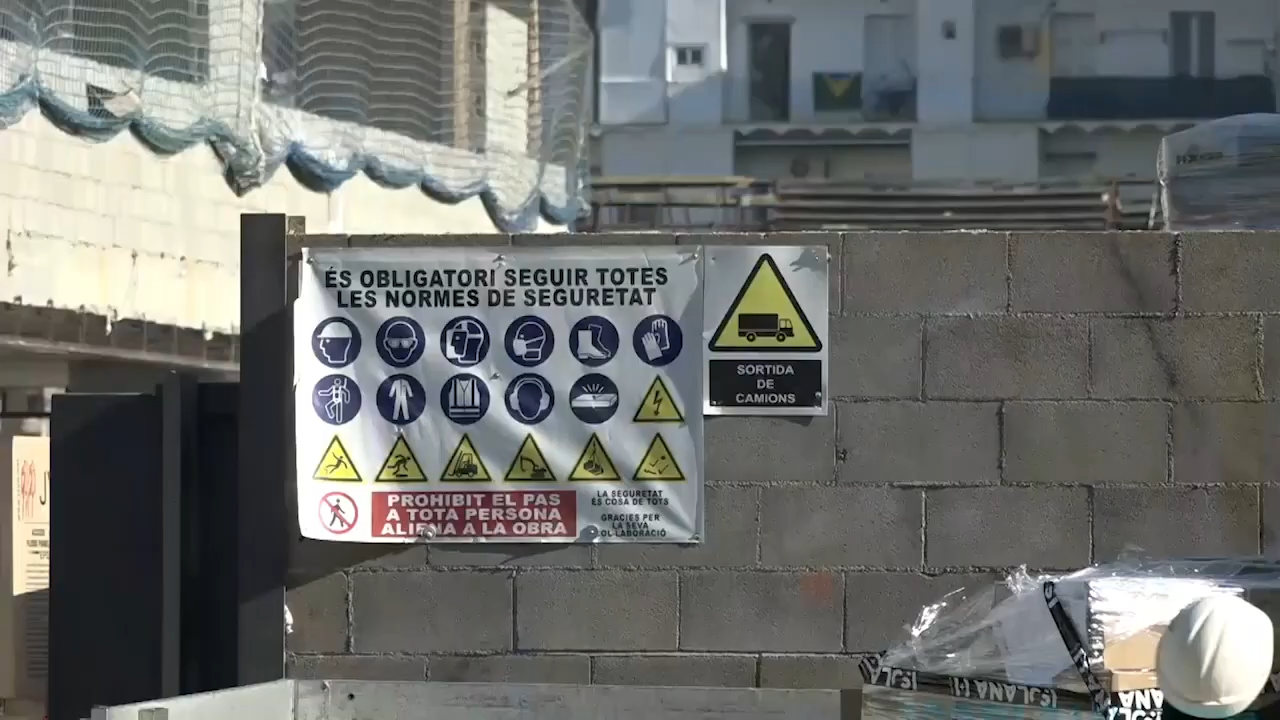 ÉS OBLIGATORI SEGUIR TOTES
LES NORMES DE SEGURETAT
SORTIDA
DE
CAMIONS
PROHIBIT EL PAS
A TOTA PERSONA
ALIENA A LA OBRA
LA SEGURETAT
ÉS COSA DE TOTS
GRACIES PER
LA SEVA
COL·LABORACIÓ